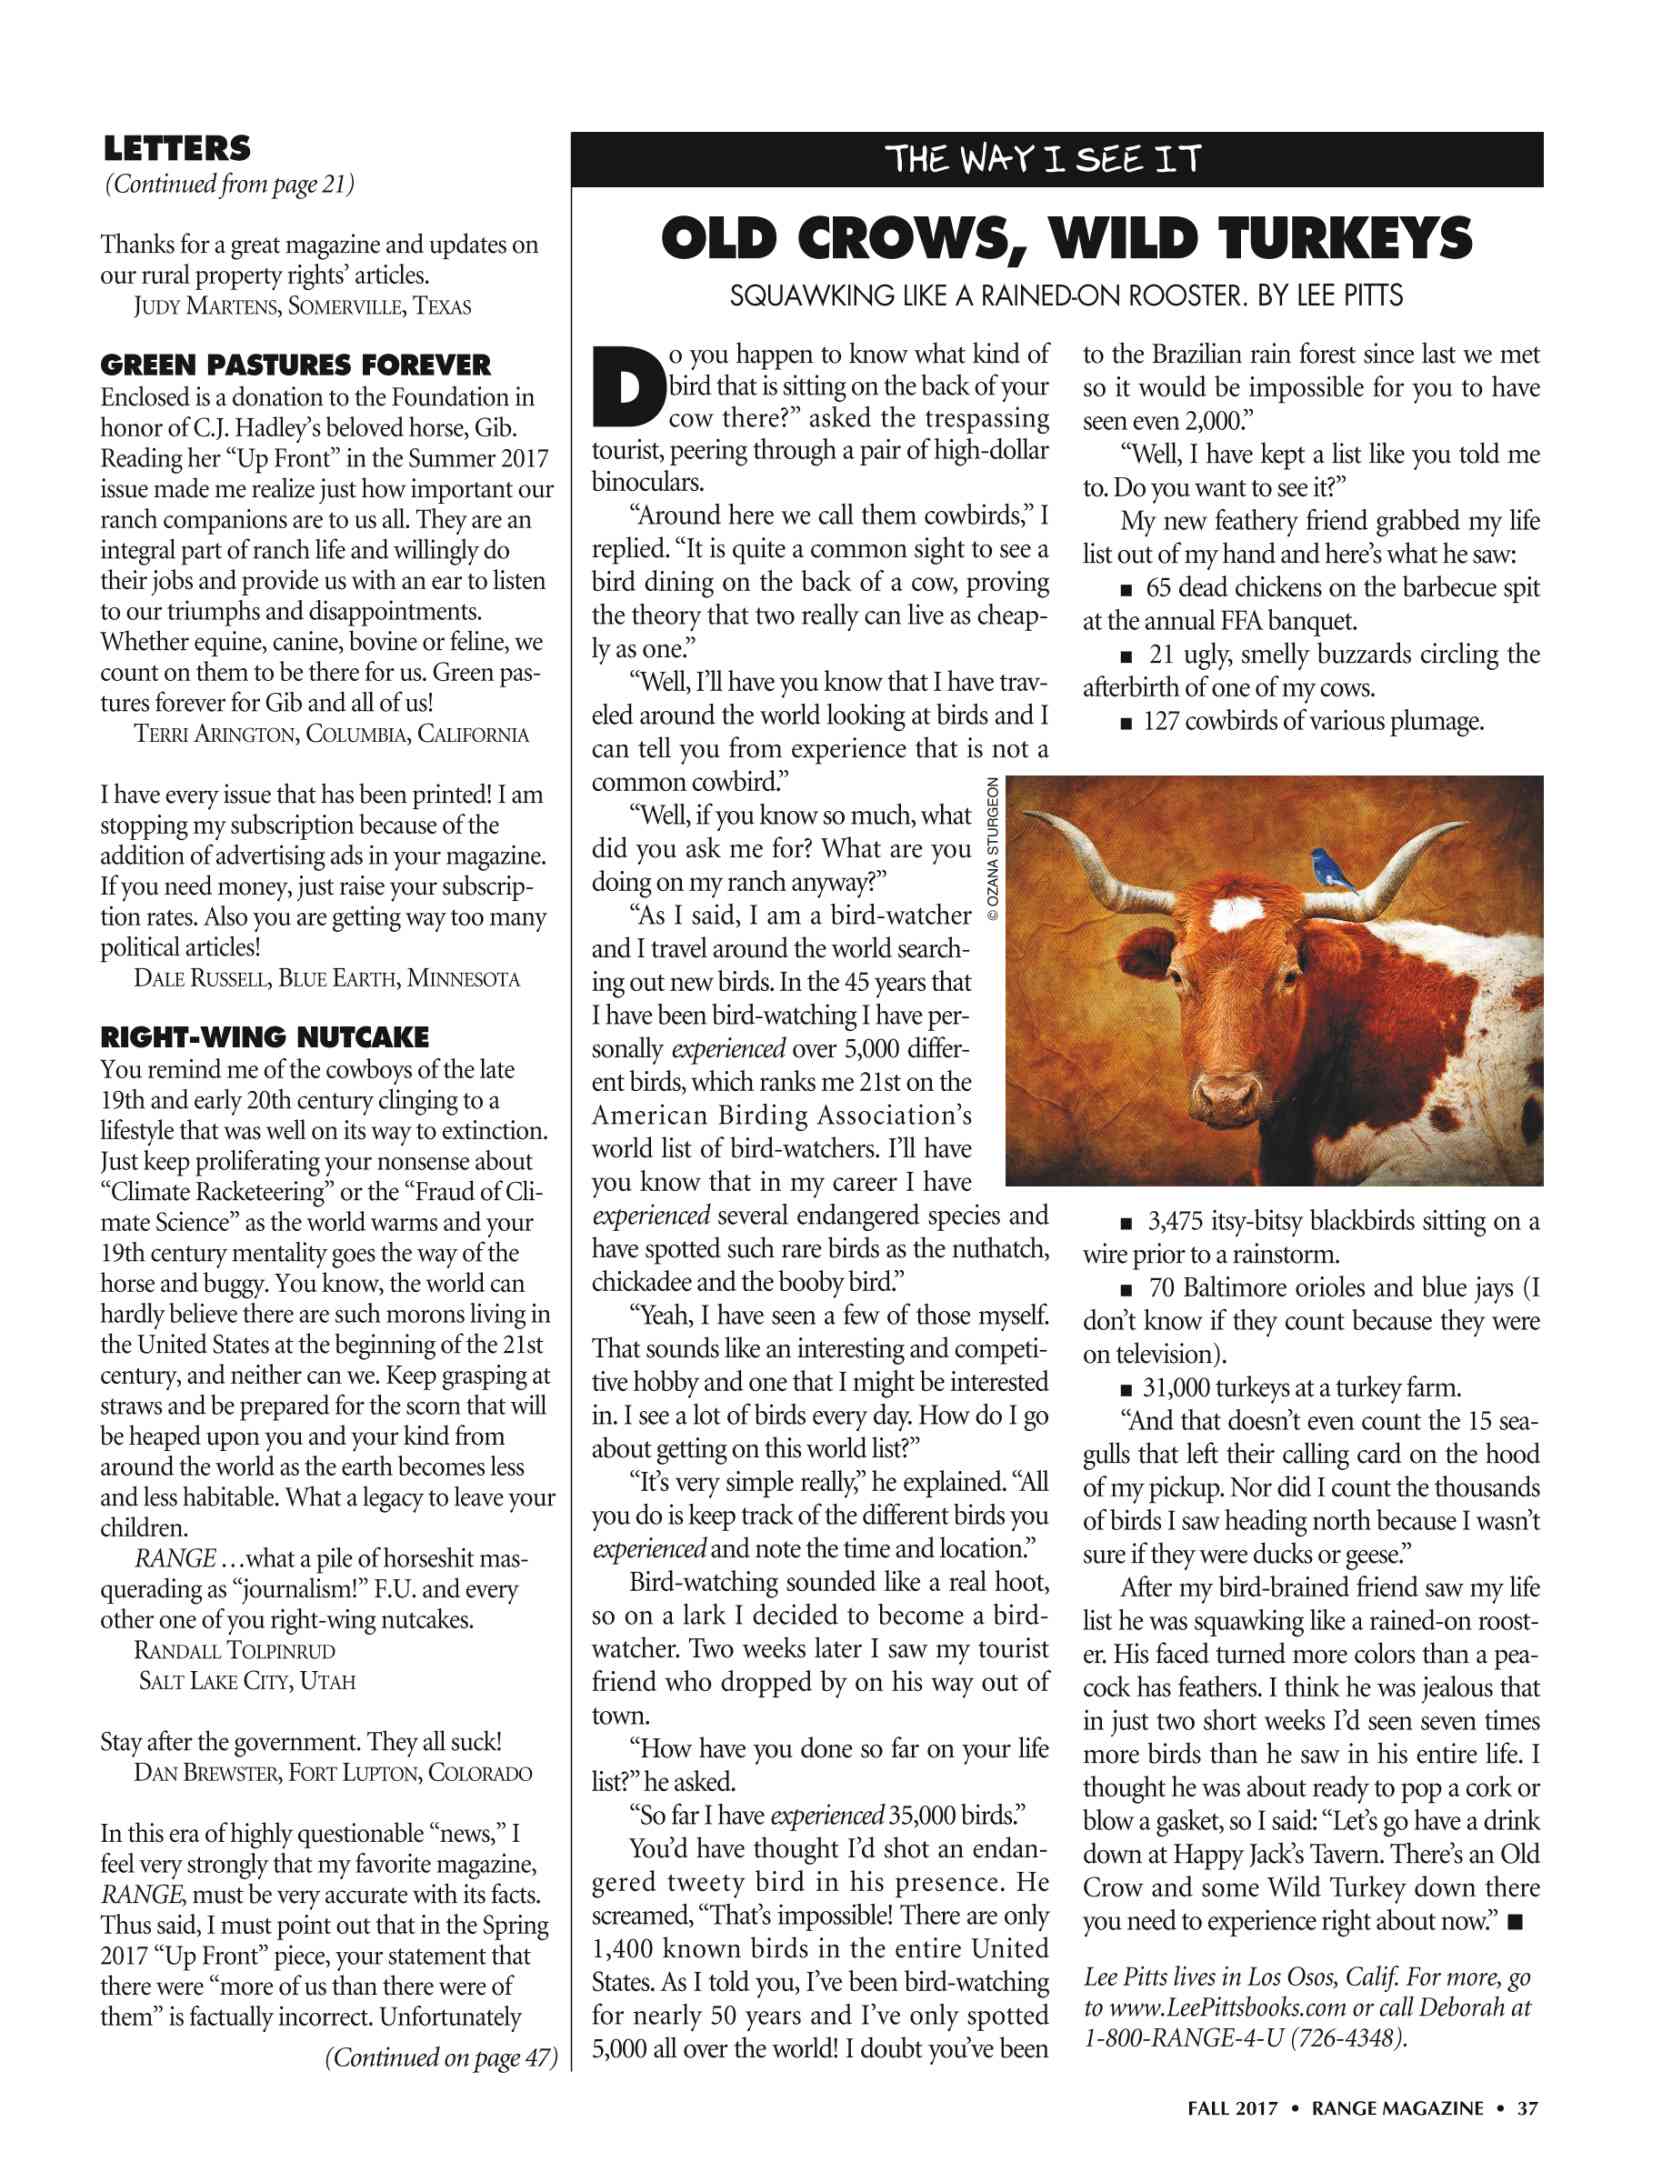 LETTERS
(Continued from page 21)
Thanks for a great magazine and updates on
our rural property rights’ articles.
JUDY MARTENS, SOMERVILLE, TEXAS
GREEN PASTURES FOREVER
Enclosed is a donation to the Foundation in
honor of C.J. Hadley’s beloved horse, Gib.
Reading her “Up Front” in the Summer 2017
issue made me realize just how important our
ranch companions are to us all. They are an
integral part of ranch life and willingly do
their jobs and provide us with an ear to listen
to our triumphs and disappointments.
Whether equine, canine, bovine or feline, we
count on them to be there for us. Green pas-
tures forever for Gib and all of us!
TERRI ARINGTON, COLUMBIA, CALIFORNIA
I have every issue that has been printed! I am
stopping my subscription because of the
addition of advertising ads in your magazine.
If you need money, just raise your subscrip-
tion rates. Also you are getting way too many
political articles!
DALE RUSSELL, BLUE EARTH, MINNESOTA
RIGHT-WING NUTCAKE
You remind me of the cowboys of the late
19th and early 20th century clinging to a
lifestyle that was well on its way to extinction.
Just keep proliferating your nonsense about
“Climate Racketeering” or the “Fraud of Cli-
mate Science” as the world warms and your
19th century mentality goes the way of the
horse and buggy. You know, the world can
hardly believe there are such morons living in
the United States at the beginning of the 21st
century, and neither can we. Keep grasping at
straws and be prepared for the scorn that will
be heaped upon you and your kind from
around the world as the earth becomes less
and less habitable. What a legacy to leave your
children.
RANGE …what a pile of horseshit mas-
querading as “journalism!” F.U. and every
other one of you right-wing nutcakes.
RANDALL TOLPINRUD
SALT LAKE CITY, UTAH
Stay after the government. They all suck!
DAN BREWSTER, FORT LUPTON, COLORADO
In this era of highly questionable “news,” I
feel very strongly that my favorite magazine,
RANGE, must be very accurate with its facts.
Thus said, I must point out that in the Spring
2017 “Up Front” piece, your statement that
there were “more of us than there were of
them” is factually incorrect. Unfortunately
(Continued on page 47)
THE WAY I SEE IT
OLD CROWS, WILD TURKEYS
SQUAWKING LIKE A RAINED-ON ROOSTER. BY LEE PITTS
Do you happen to know what kind of
bird that is sitting on the back of your
cow there?” asked the trespassing
tourist, peering through a pair of high-dollar
binoculars.
“Around here we call them cowbirds,” I
replied. “It is quite a common sight to see a
bird dining on the back of a cow, proving
the theory that two really can live as cheap-
ly as one.”
“Well, I’ll have you know that I have trav-
eled around the world looking at birds and I
can tell you from experience that is not a
common cowbird.”
“Well, if you know so much, what
did you ask me for? What are you
doing on my ranch anyway?”
“As I said, I am a bird-watcher
and I travel around the world search-
ing out new birds. In the 45 years that
I have been bird-watching I have per-
sonally experienced over 5,000 differ-
ent birds, which ranks me 21st on the
American Birding Association’s
world list of bird-watchers. I’ll have
you know that in my career I have
experienced several endangered species and
have spotted such rare birds as the nuthatch,
chickadee and the booby bird.”
“Yeah, I have seen a few of those myself.
That sounds like an interesting and competi-
tive hobby and one that I might be interested
in. I see a lot of birds every day. How do I go
about getting on this world list?”
“It’s very simple really,” he explained. “All
you do is keep track of the different birds you
experienced and note the time and location.”
Bird-watching sounded like a real hoot,
so on a lark I decided to become a bird-
watcher. Two weeks later I saw my tourist
friend who dropped by on his way out of
town.
“How have you done so far on your life
list?” he asked.
“So far I have experienced 35,000 birds.”
You’d have thought I’d shot an endan-
gered tweety bird in his presence. He
screamed, “That’s impossible! There are only
1,400 known birds in the entire United
States. As I told you, I’ve been bird-watching
for nearly 50 years and I’ve only spotted
5,000 all over the world! I doubt you’ve been
to the Brazilian rain forest since last we met
so it would be impossible for you to have
seen even 2,000.”
“Well, I have kept a list like you told me
to. Do you want to see it?”
My new feathery friend grabbed my life
list out of my hand and here’s what he saw:
■ 65 dead chickens on the barbecue spit
at the annual FFA banquet.
■ 21 ugly, smelly buzzards circling the
afterbirth of one of my cows.
■ 127 cowbirds of various plumage.
© OZANA STURGEON
■ 3,475 itsy-bitsy blackbirds sitting on a
wire prior to a rainstorm.
■ 70 Baltimore orioles and blue jays (I
don’t know if they count because they were
on television).
■ 31,000 turkeys at a turkey farm.
“And that doesn’t even count the 15 sea-
gulls that left their calling card on the hood
of my pickup. Nor did I count the thousands
of birds I saw heading north because I wasn’t
sure if they were ducks or geese.”
After my bird-brained friend saw my life
list he was squawking like a rained-on roost-
er. His faced turned more colors than a pea-
cock has feathers. I think he was jealous that
in just two short weeks I’d seen seven times
more birds than he saw in his entire life. I
thought he was about ready to pop a cork or
blow a gasket, so I said: “Let’s go have a drink
down at Happy Jack’s Tavern. There’s an Old
Crow and some Wild Turkey down there
you need to experience right about now.” ■
Lee Pitts lives in Los Osos, Calif. For more, go
to www.LeePittsbooks.com or call Deborah at
1-800-RANGE-4-U (726-4348).
FALL 2017 • RANGE MAGAZINE • 37